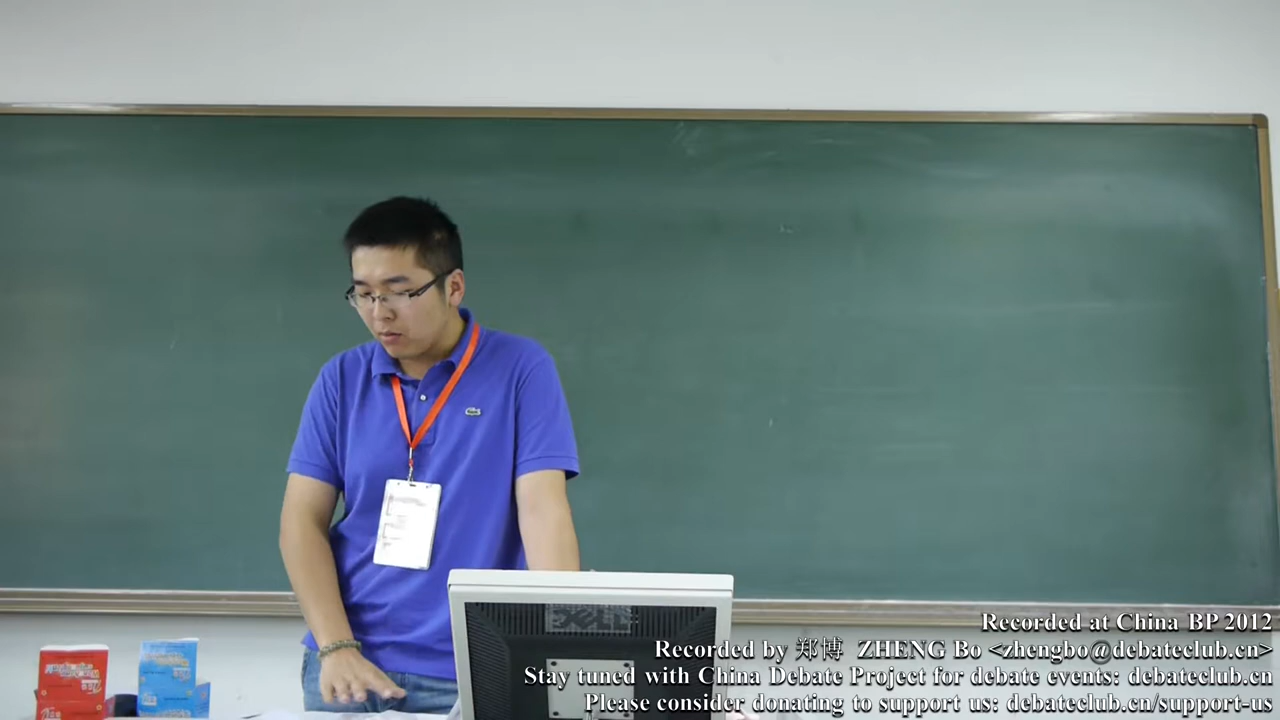 Recorded at China BP 2012
Recorded by 郑博 ZHENG Bo <zhengbo@debateclub.cn>
Stay tuned with China Debate Project for debate events: debateclub.cn
Please consider donating to support us: debateclub.cn/support-us